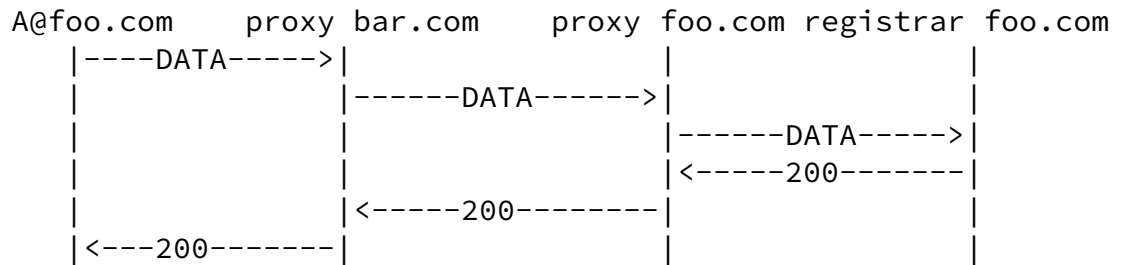 A@foo.com    proxy bar.com    proxy foo.com registrar foo.com
   |----DATA----->|                 |                |
   |              |------DATA------>|                |
   |              |                 |------DATA----->|
   |              |                 |<-----200-------|
   |              |<-----200--------|                |
   |<---200-------|                 |                |